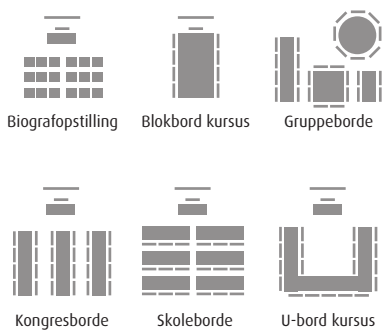 Biografopstilling
Blokbord kursus
Gruppeborde
Kongresborde
Skoleborde
U-bord kursus